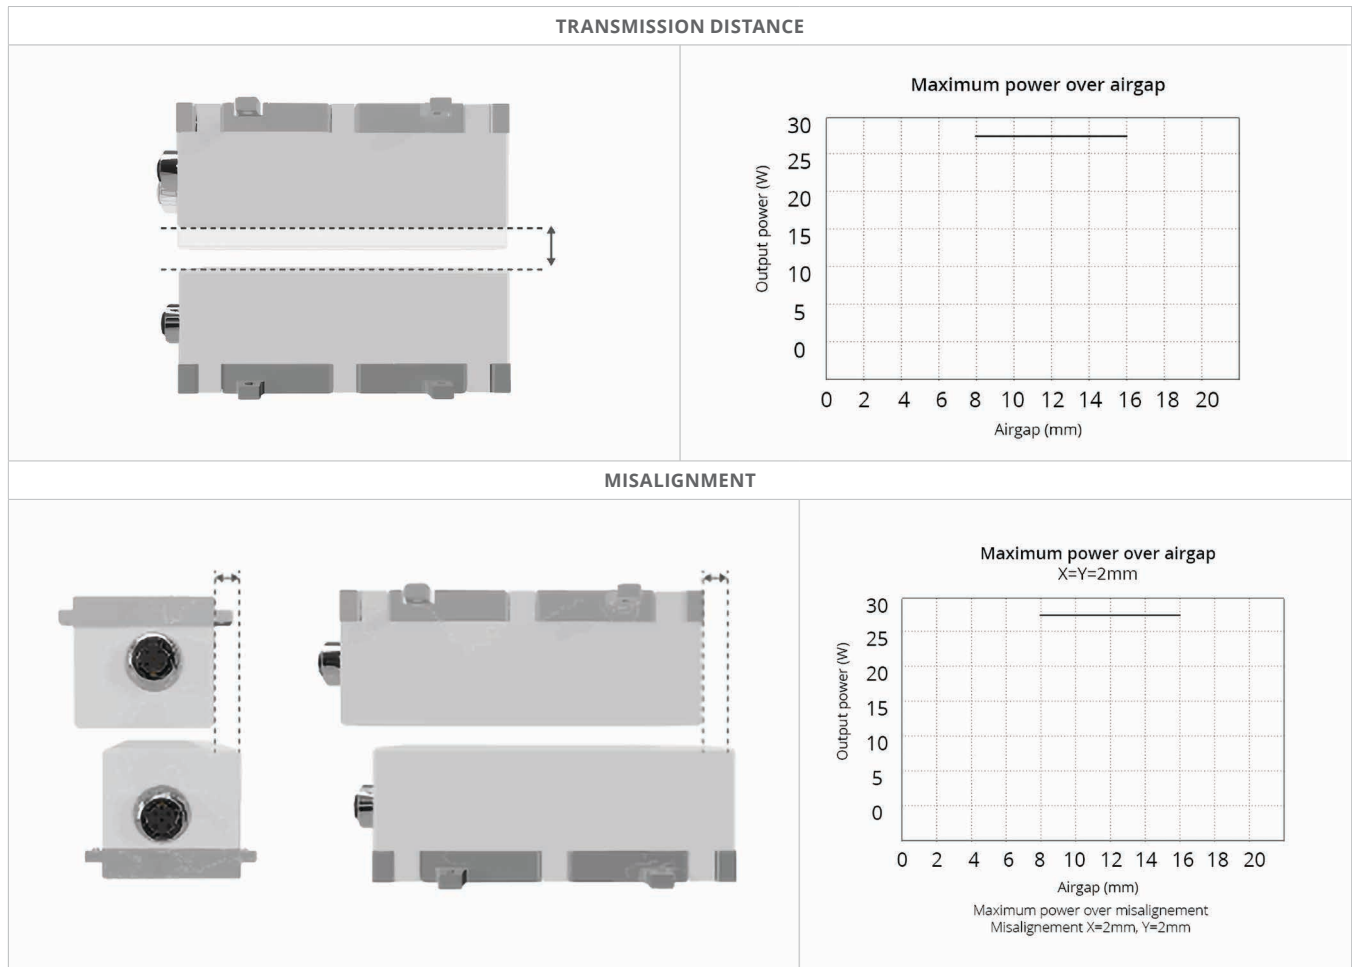 TRANSMISSION DISTANCE
Maximum power over airgap
30
25
20
15
10
5
0
Output power (W)
0 2 4 6 8 10 12 14 16 18 20
Airgap (mm)
MISALIGNMENT
Maximum power over airgap
X=Y=2mm
30
25
20
15
10
5
0
Output power (W)
0 2 4 6 8 10 12 14 16 18 20
Airgap (mm)
Maximum power over misalignement
Misalignement X=2mm, Y=2mm